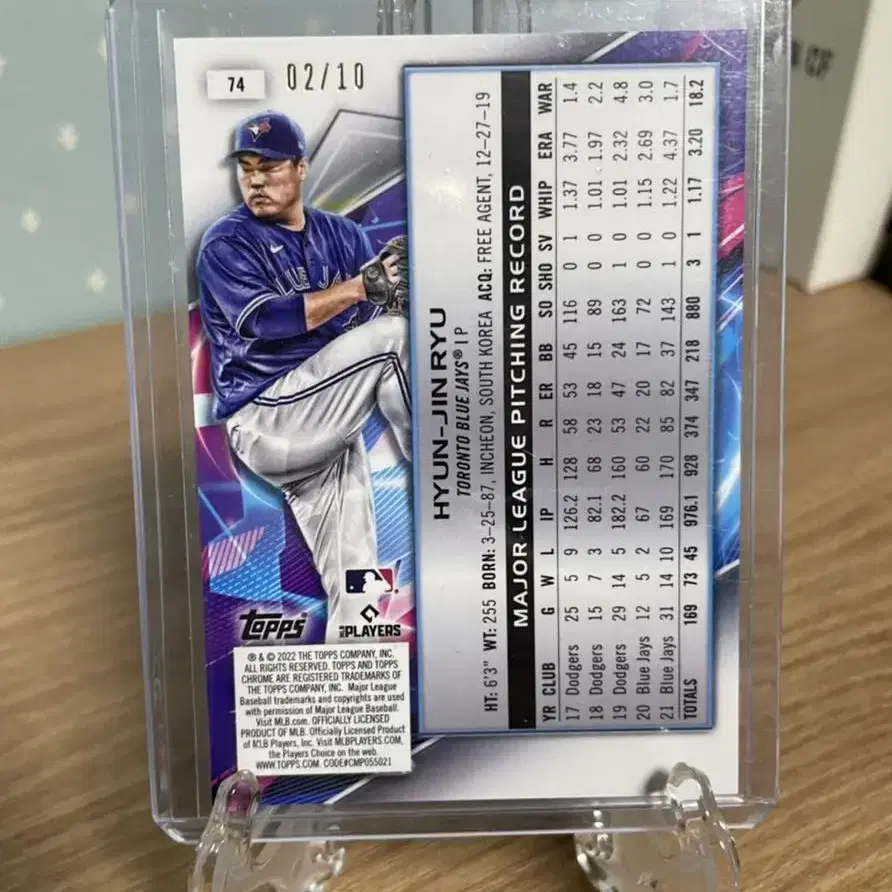 74
02/10
HYUN-JIN RYU
TORONTO BLUE JAYS® | P
HT: 6'3" WT: 255 BORN: 3-25-87, INCHEON, SOUTH KOREA ACQ: FREE AGENT, 12-27-19
MAJOR LEAGUE PITCHING RECORD
YR CLUB G W L IP H R ER BB SO SHO SV WHIP ERA WAR
17 Dodgers 25 5 9 126.2 128 58 53 45 116 0 1 1.37 3.77 1.4
18 Dodgers 15 7 3 82.1 68 23 18 15 89 0 0 1.01 1.97 2.2
19 Dodgers 29 14 5 182.2 160 53 47 24 163 1 0 1.01 2.32 4.8
20 Blue Jays 12 5 2 67 60 22 20 17 72 0 0 1.15 2.69 3.0
21 Blue Jays 31 14 10 169 170 85 82 37 143 1 0 1.22 4.37 1.7
TOTALS 169 73 45 976.1 928 374 347 218 880 3 1 1.17 3.20 18.2
BLUE JA
topps
PLAYERS
® & © 2022 THE TOPPS COMPANY, INC.
ALL RIGHTS RESERVED. TOPPS AND TOPPS
CHROME ARE REGISTERED TRADEMARKS OF
THE TOPPS COMPANY, INC. Major League
Baseball trademarks and copyrights are used
with permission of Major League Baseball.
Visit MLB.com. OFFICIALLY LICENSED
PRODUCT OF MLB. Officially Licensed Product
of MLB Players, Inc. Visit MLBPLAYERS.COM,
the Players Choice on the web.
WWW.TOPPS.COM. CODE#CMP055021